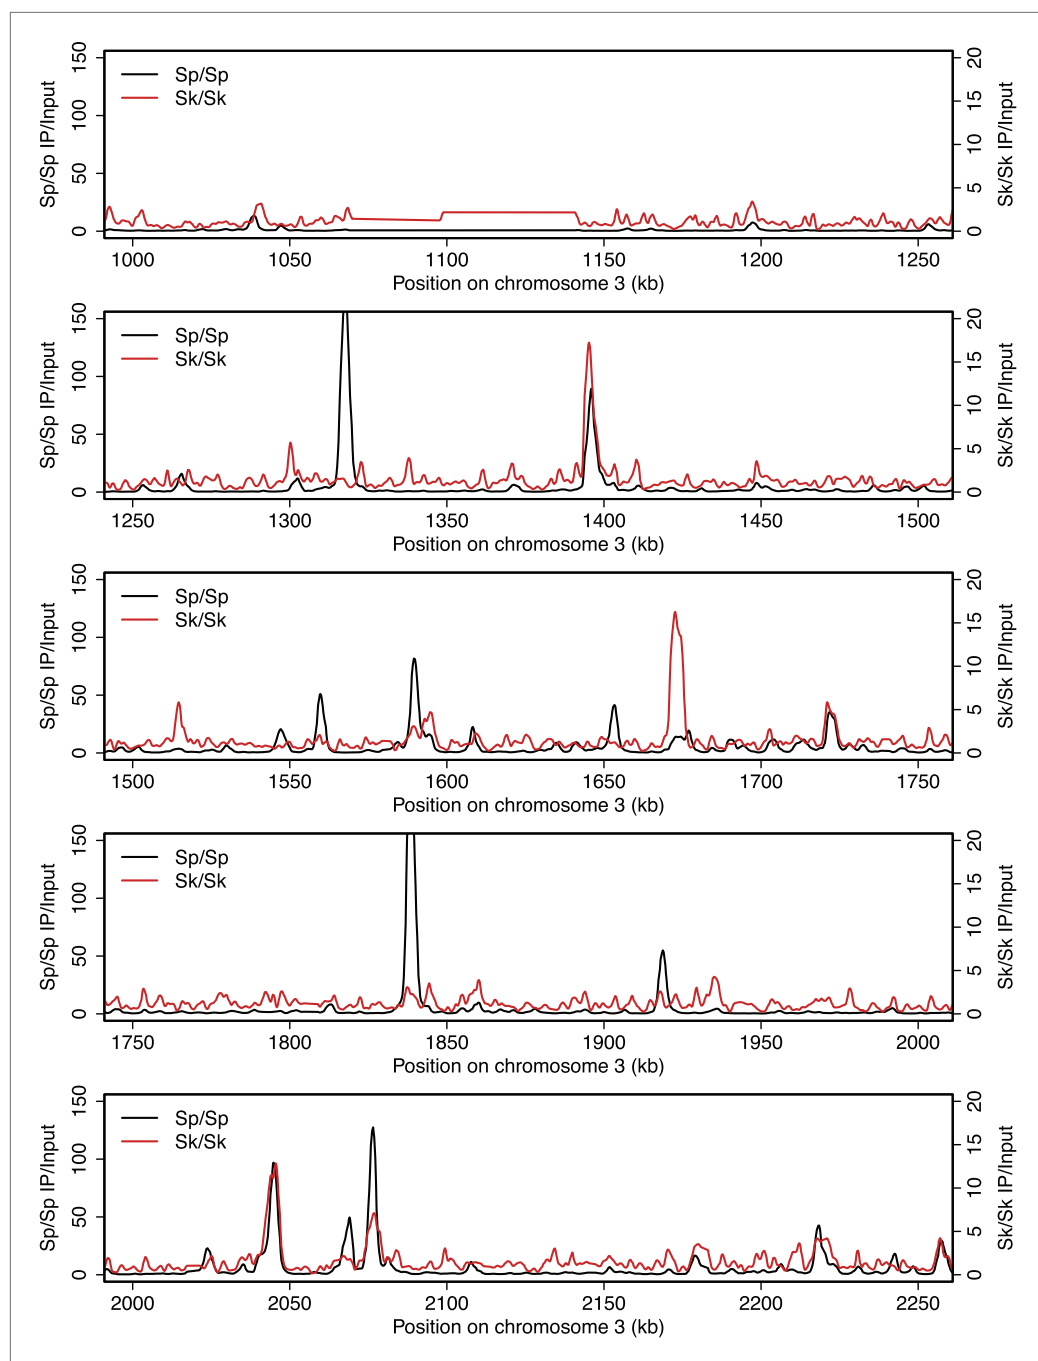 Sp/Sp IP/Input
0 50 100 150
Sp/Sp
Sk/Sk
0 5 10 15 20
Sk/Sk IP/Input
1000 1050 1100 1150 1200 1250
Position on chromosome 3 (kb)
Sp/Sp IP/Input
0 50 100 150
Sp/Sp
Sk/Sk
0 5 10 15 20
Sk/Sk IP/Input
1250 1300 1350 1400 1450 1500
Position on chromosome 3 (kb)
Sp/Sp IP/Input
0 50 100 150
Sp/Sp
Sk/Sk
0 5 10 15 20
Sk/Sk IP/Input
1500 1550 1600 1650 1700 1750
Position on chromosome 3 (kb)
Sp/Sp IP/Input
0 50 100 150
Sp/Sp
Sk/Sk
0 5 10 15 20
Sk/Sk IP/Input
1750 1800 1850 1900 1950 2000
Position on chromosome 3 (kb)
Sp/Sp IP/Input
0 50 100 150
Sp/Sp
Sk/Sk
0 5 10 15 20
Sk/Sk IP/Input
2000 2050 2100 2150 2200 2250
Position on chromosome 3 (kb)